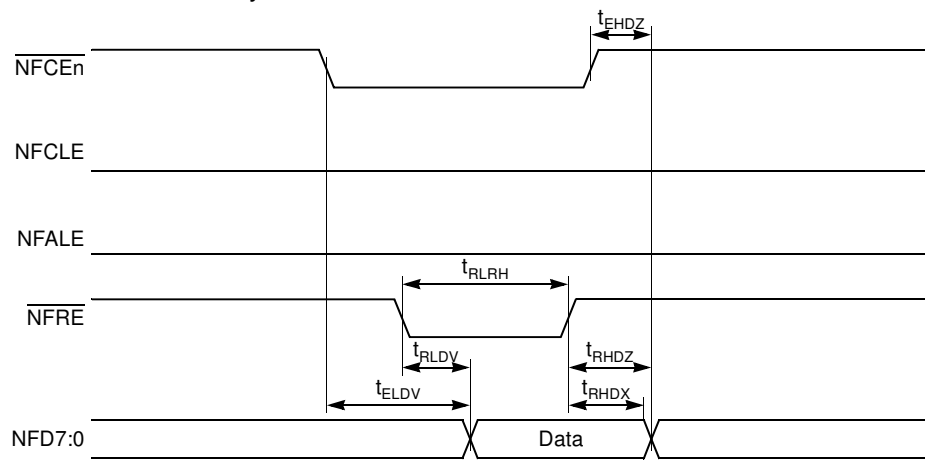 tEHDZ
NFCEn
NFCLE
NFALE
tRLRH
NFRE
tRLDV
tRHDZ
tELDV
tRHDX
NFD7:0
Data